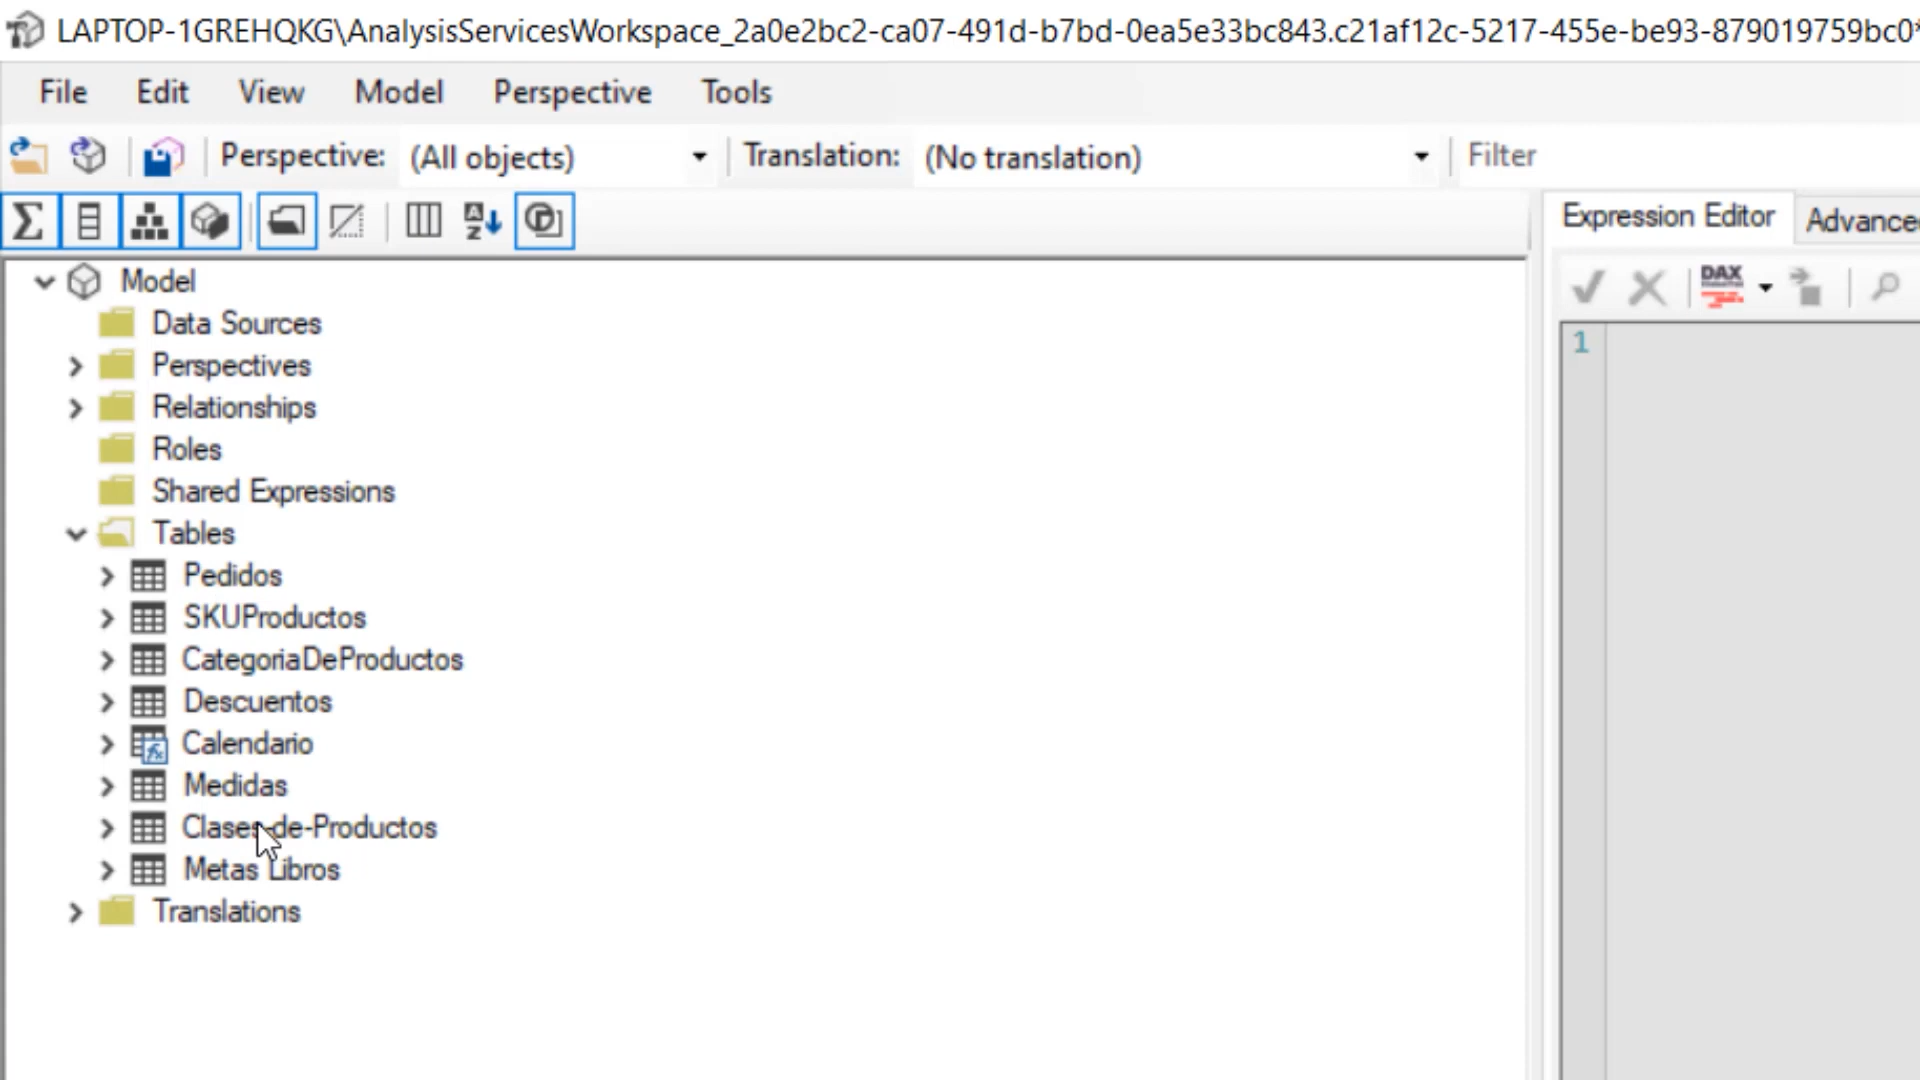 LAPTOP-1GREHQKG\AnalysisServicesWorkspace_2a0e2bc2-ca07-491d-b7bd-0ea5e33bc843.c21af12c-5217-455e-be93-879019759bc0*
File Edit View Model Perspective Tools
Perspective: (All objects) Translation: (No translation) Filter
Expression Editor Advance
Model
DAX
Data Sources
1
Perspectives
Relationships
Roles
Shared Expressions
Tables
Pedidos
SKUProductos
CategoriaDeProductos
Descuentos
Calendario
Medidas
Clases-de-Productos
Metas Libros
Translations